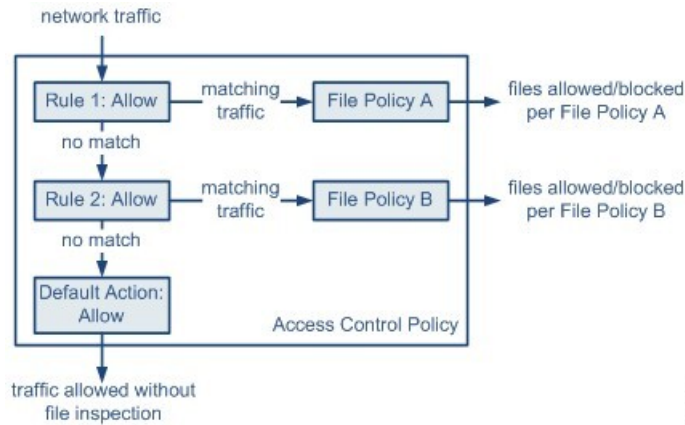 network traffic
Rule 1: Allow
matching
traffic
File Policy A
files allowed/blocked
per File Policy A
no match
Rule 2: Allow
matching
traffic
File Policy B
files allowed/blocked
per File Policy B
no match
Default Action:
Allow
Access Control Policy
traffic allowed without
file inspection